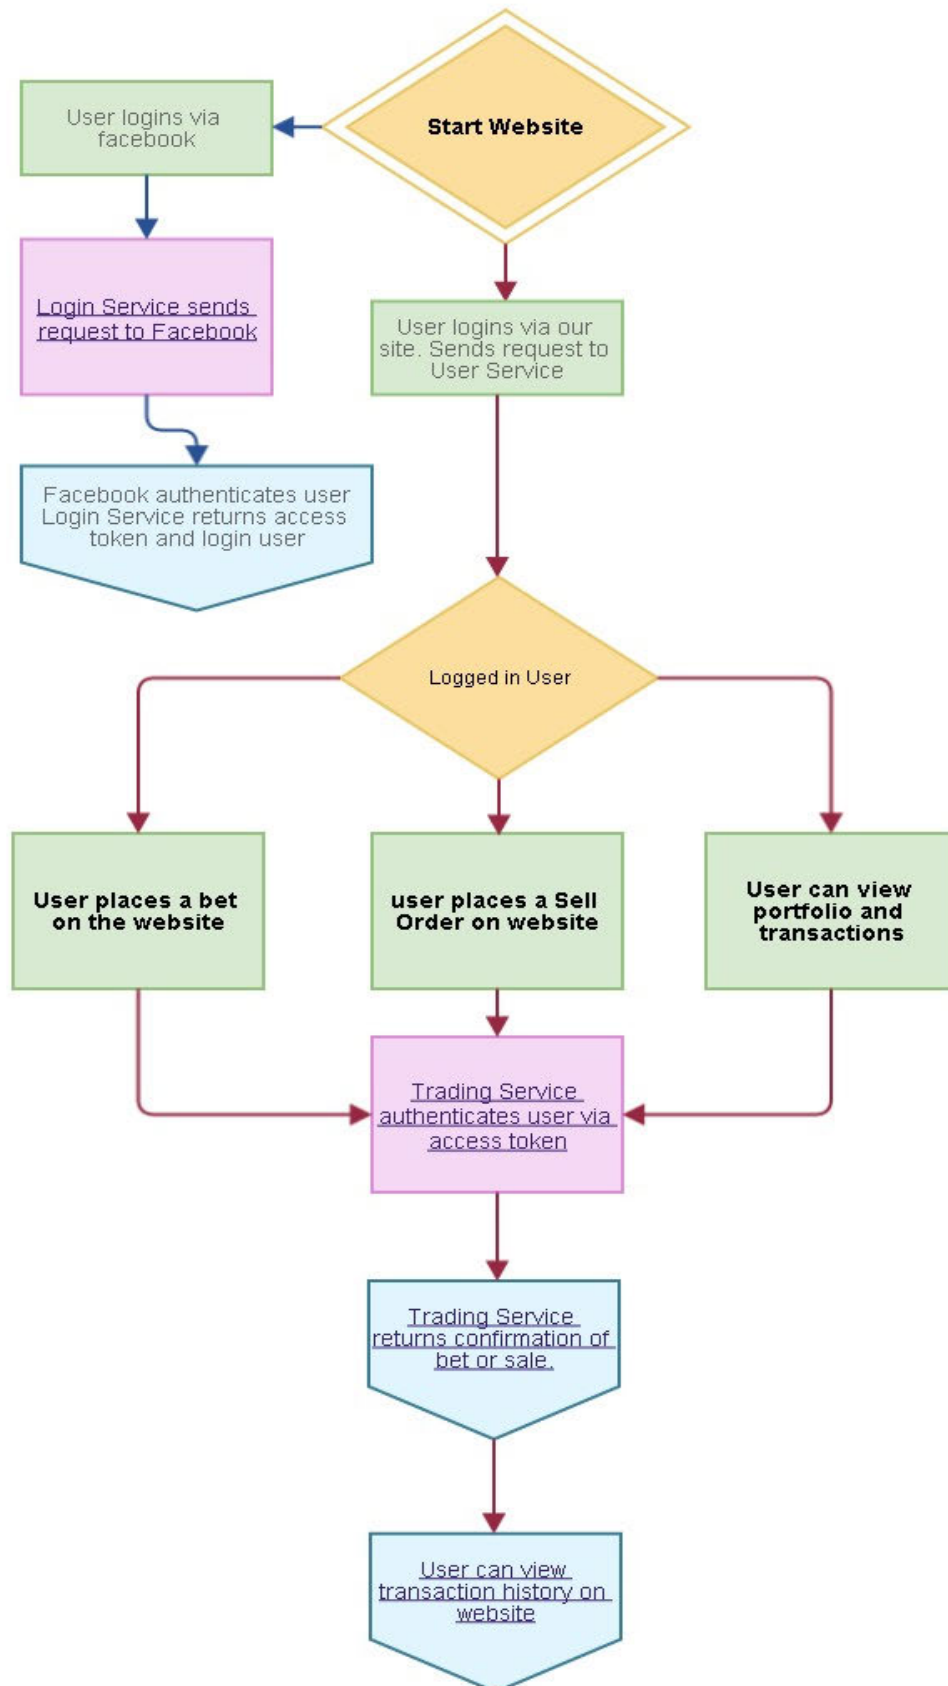 Start Website
User logins via
facebook
Login Service sends
request to Facebook
User logins via our
site. Sends request to
User Service
Facebook authenticates user
Login Service returns access
token and login user
Logged in User
User places a bet
on the website
user places a Sell
Order on website
User can view
portfolio and
transactions
Trading Service
authenticates user via
access token
Trading Service
returns confirmation of
bet or sale.
User can view
transaction history on
website